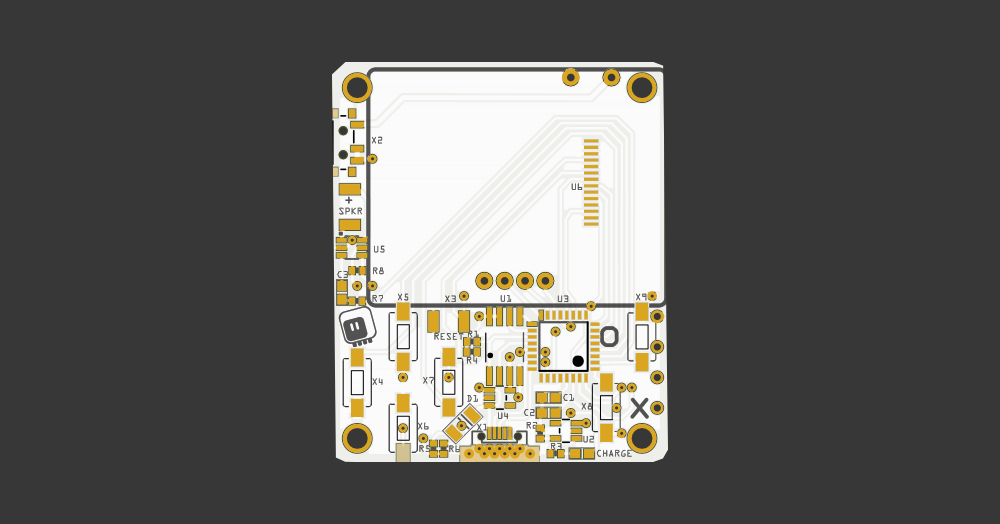 X2
U6
+
SPKR
U5
R8
C3
R7
X5
X3
U1
U3
X9
RESET
R1
R4
O
X4
X7
D1
C1
X8
C2
U4
X
X6
X1
R2
U2
R5
R6
R3
CHARGE